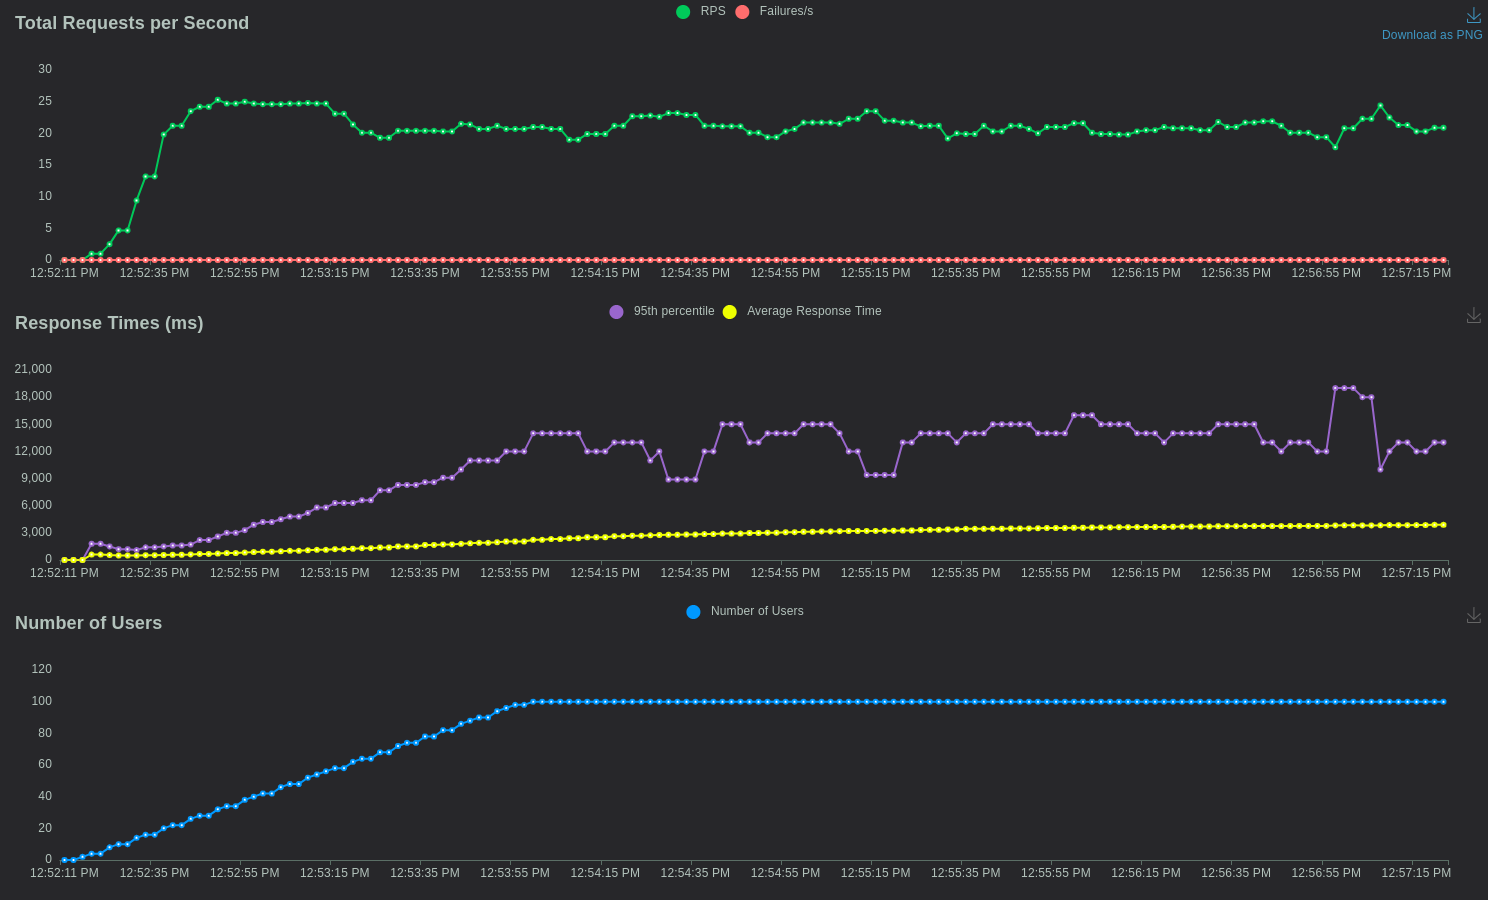 Total Requests per Second
RPS Failures/s
Download as PNG
30
25
20
15
10
5
0
12:52:11 PM 12:52:35 PM 12:52:55 PM 12:53:15 PM 12:53:35 PM 12:53:55 PM 12:54:15 PM 12:54:35 PM 12:54:55 PM 12:55:15 PM 12:55:35 PM 12:55:55 PM 12:56:15 PM 12:56:35 PM 12:56:55 PM 12:57:15 PM
Response Times (ms)
95th percentile Average Response Time
21,000
18,000
15,000
12,000
9,000
6,000
3,000
0
12:52:11 PM 12:52:35 PM 12:52:55 PM 12:53:15 PM 12:53:35 PM 12:53:55 PM 12:54:15 PM 12:54:35 PM 12:54:55 PM 12:55:15 PM 12:55:35 PM 12:55:55 PM 12:56:15 PM 12:56:35 PM 12:56:55 PM 12:57:15 PM
Number of Users
Number of Users
120
100
80
60
40
20
0
12:52:11 PM 12:52:35 PM 12:52:55 PM 12:53:15 PM 12:53:35 PM 12:53:55 PM 12:54:15 PM 12:54:35 PM 12:54:55 PM 12:55:15 PM 12:55:35 PM 12:55:55 PM 12:56:15 PM 12:56:35 PM 12:56:55 PM 12:57:15 PM